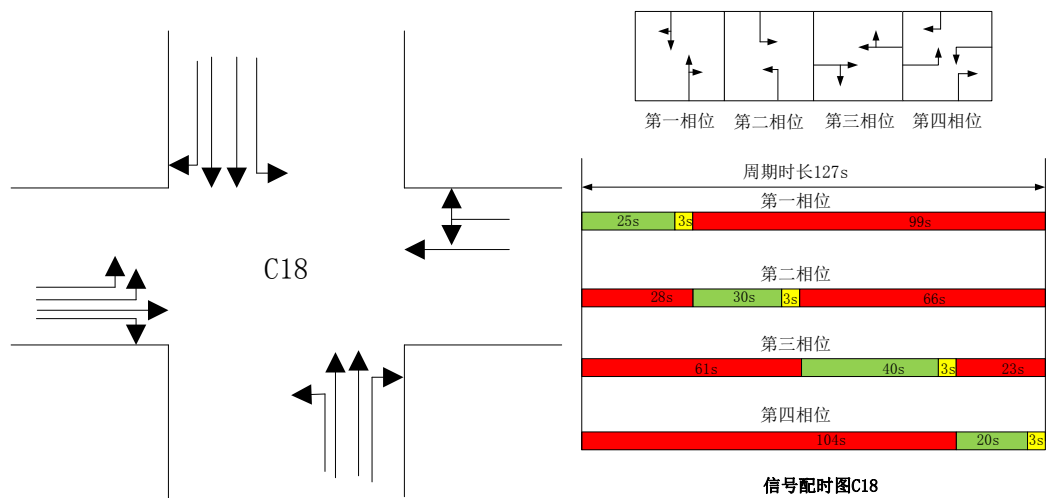 C18
第一相位 第二相位 第三相位 第四相位
周期时长127s
第一相位
25s 3s 99s
第二相位
28s 30s 3s 66s
第三相位
61s 40s 3s 23s
第四相位
104s 20s 3s
信号配时图C18